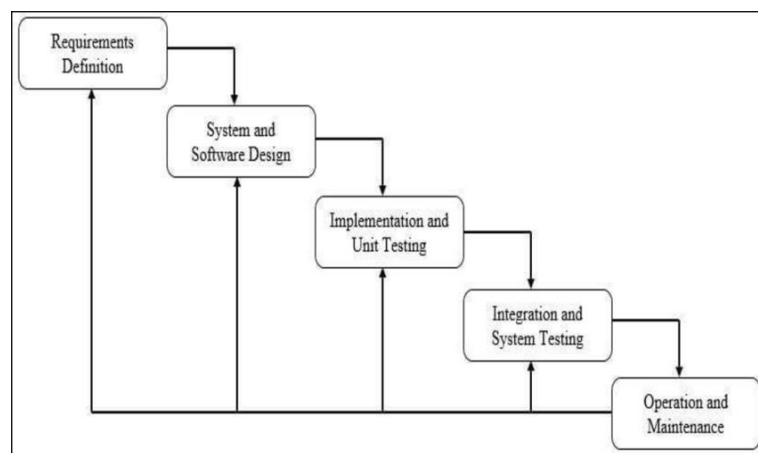 Requirements
Definition
System and
Software Design
Implementation and
Unit Testing
Integration and
System Testing
Operation and
Maintenance